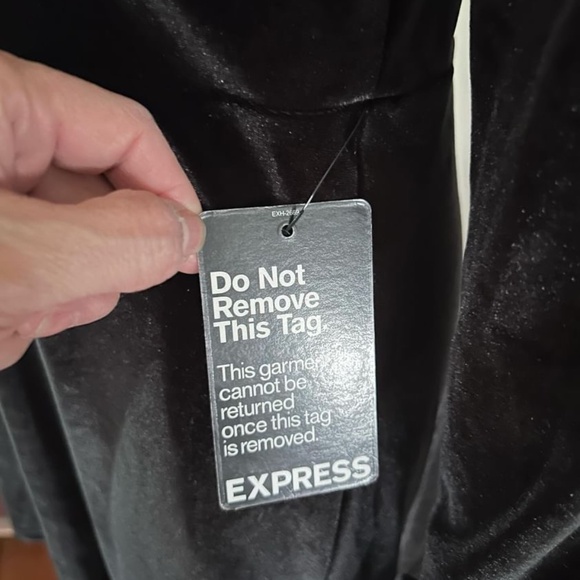 Do Not
Remove
This Tag.
This garment
cannot be
returned
once this tag
is removed.
EXPRESS